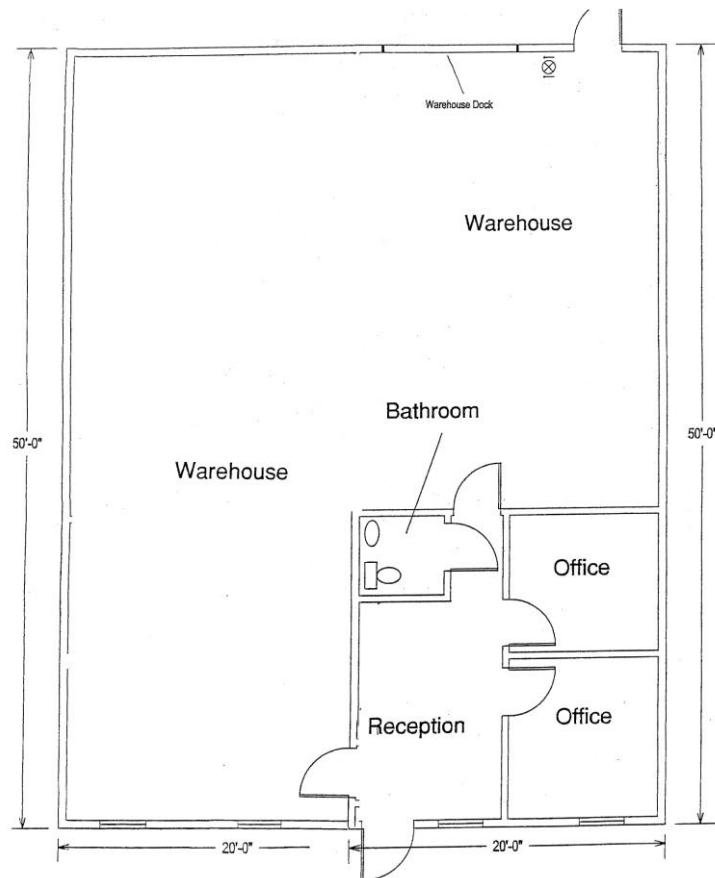 Warehouse Dock
Warehouse
Bathroom
50'-0"
50'-0"
Warehouse
Office
Office
Reception
20'-0"
20'-0"